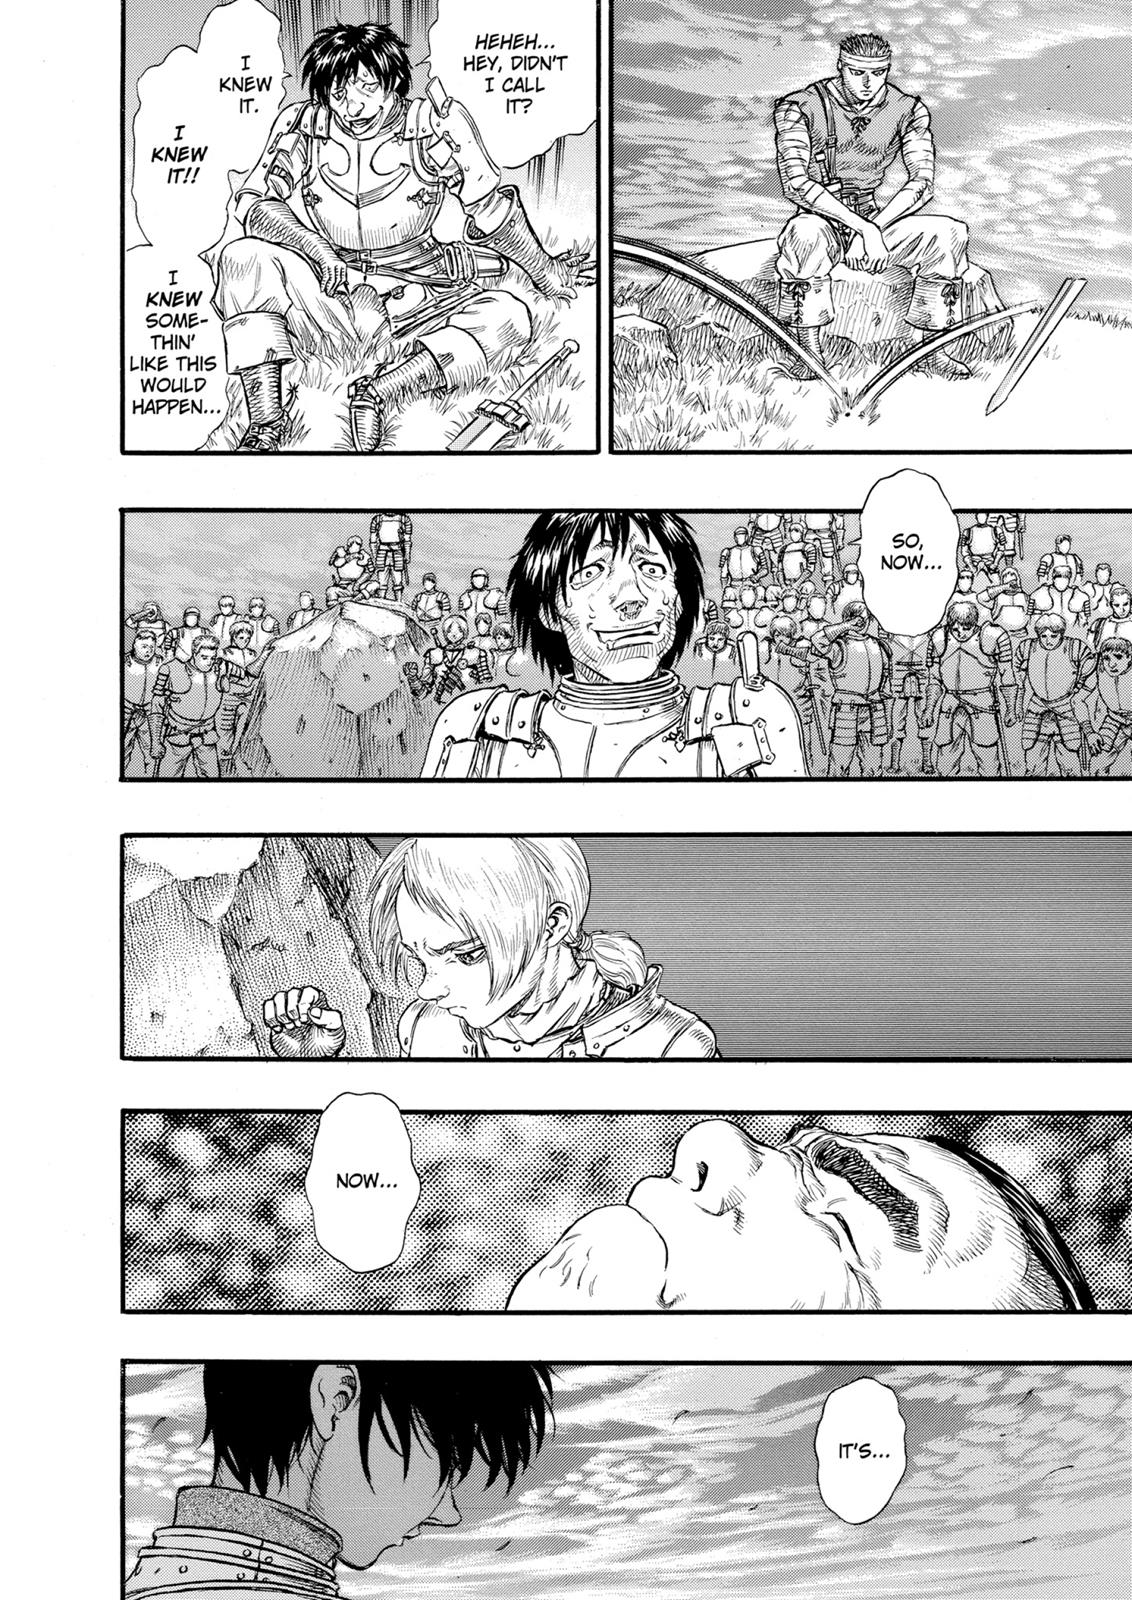 HEHEH...
HEY, DIDN'T
I CALL
IT?
I
KNEW
IT.
I
KNEW
IT!!
I
KNEW
SOME-
THIN'
LIKE THIS
WOULD
HAPPEN...
SO,
NOW...
NOW...
IT'S...